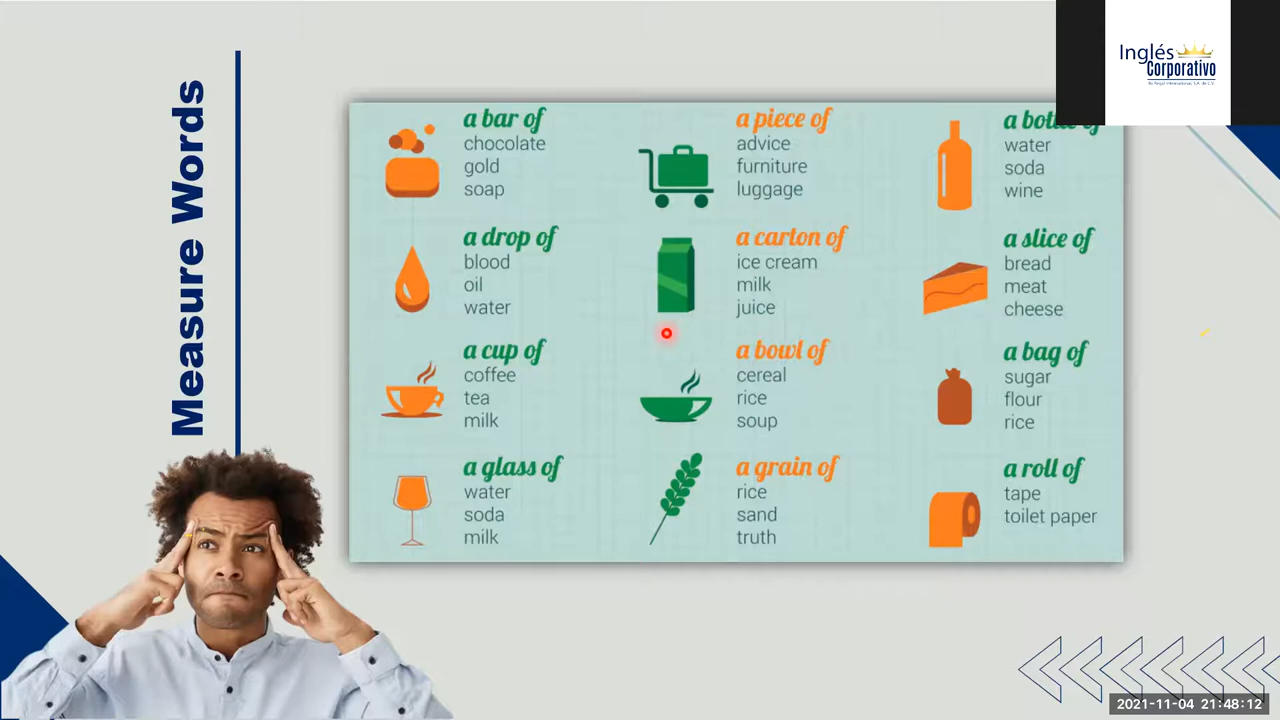 Measure Words
Inglés
Corporativo
a bar of
chocolate
gold
soap
a piece of
advice
furniture
luggage
a bottle of
water
soda
wine
a drop of
blood
oil
water
a carton of
ice cream
milk
juice
a slice of
bread
meat
cheese
a cup of
coffee
tea
milk
a bowl of
cereal
rice
soup
a bag of
sugar
flour
rice
a glass of
water
soda
milk
a grain of
rice
sand
truth
a roll of
tape
toilet paper
2021-11-04 21:48:12